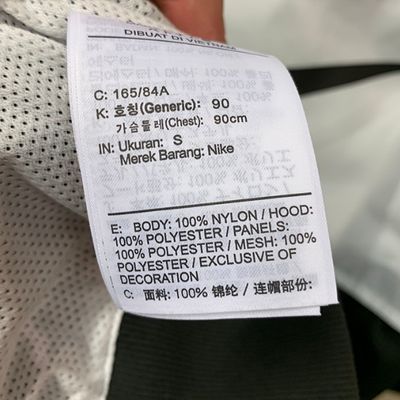 DIBUAT DI VIETNAM
C: 165/84A
K: 호칭(Generic): 90
가슴둘레(Chest): 90cm
IN: Ukuran: S
Merek Barang: Nike
E: BODY: 100% NYLON / HOOD:
100% POLYESTER / PANELS:
100% POLYESTER / MESH: 100%
POLYESTER / EXCLUSIVE OF
DECORATION
C: 面料: 100% 锦纶 / 连帽部份: